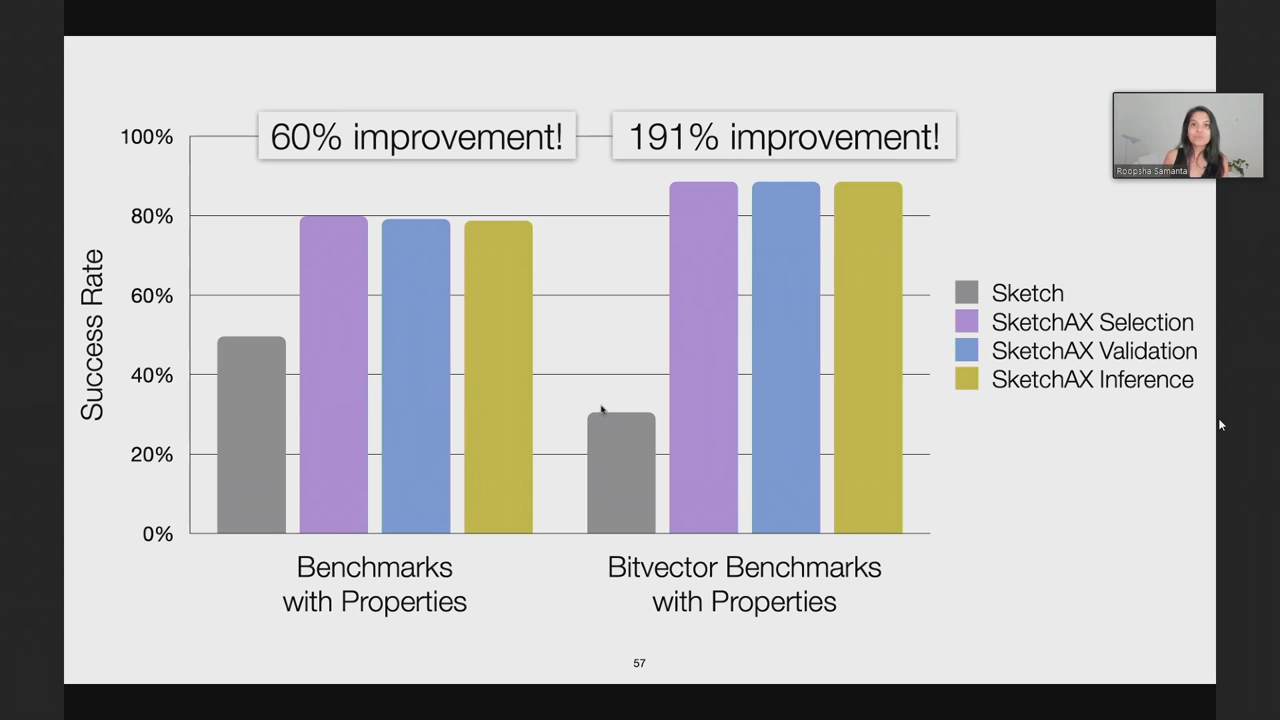 60% improvement!
191% improvement!
100%
80%
60%
40%
20%
0%
Success Rate
Benchmarks
with Properties
Bitvector Benchmarks
with Properties
Sketch
SketchAX Selection
SketchAX Validation
SketchAX Inference
Roopsha Samanta
57